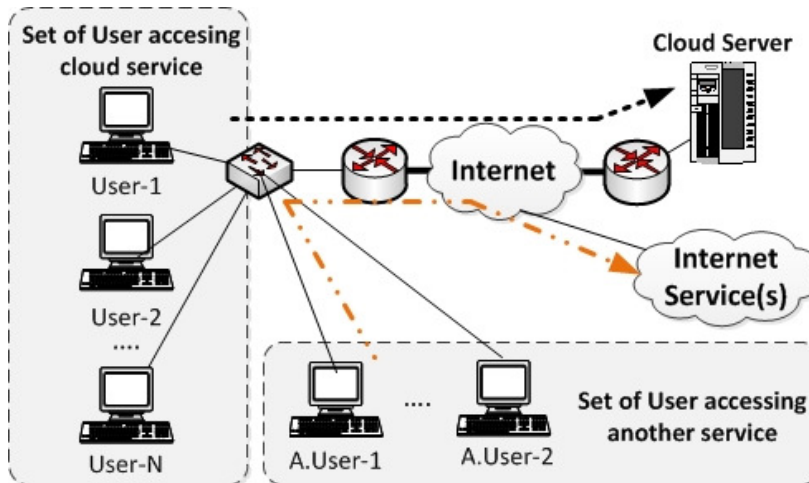 Set of User accesing
cloud service
User-1
User-2
....
User-N
Cloud Server
Internet
Internet
Service(s)
A.User-1
....
A.User-2
Set of User accessing
another service